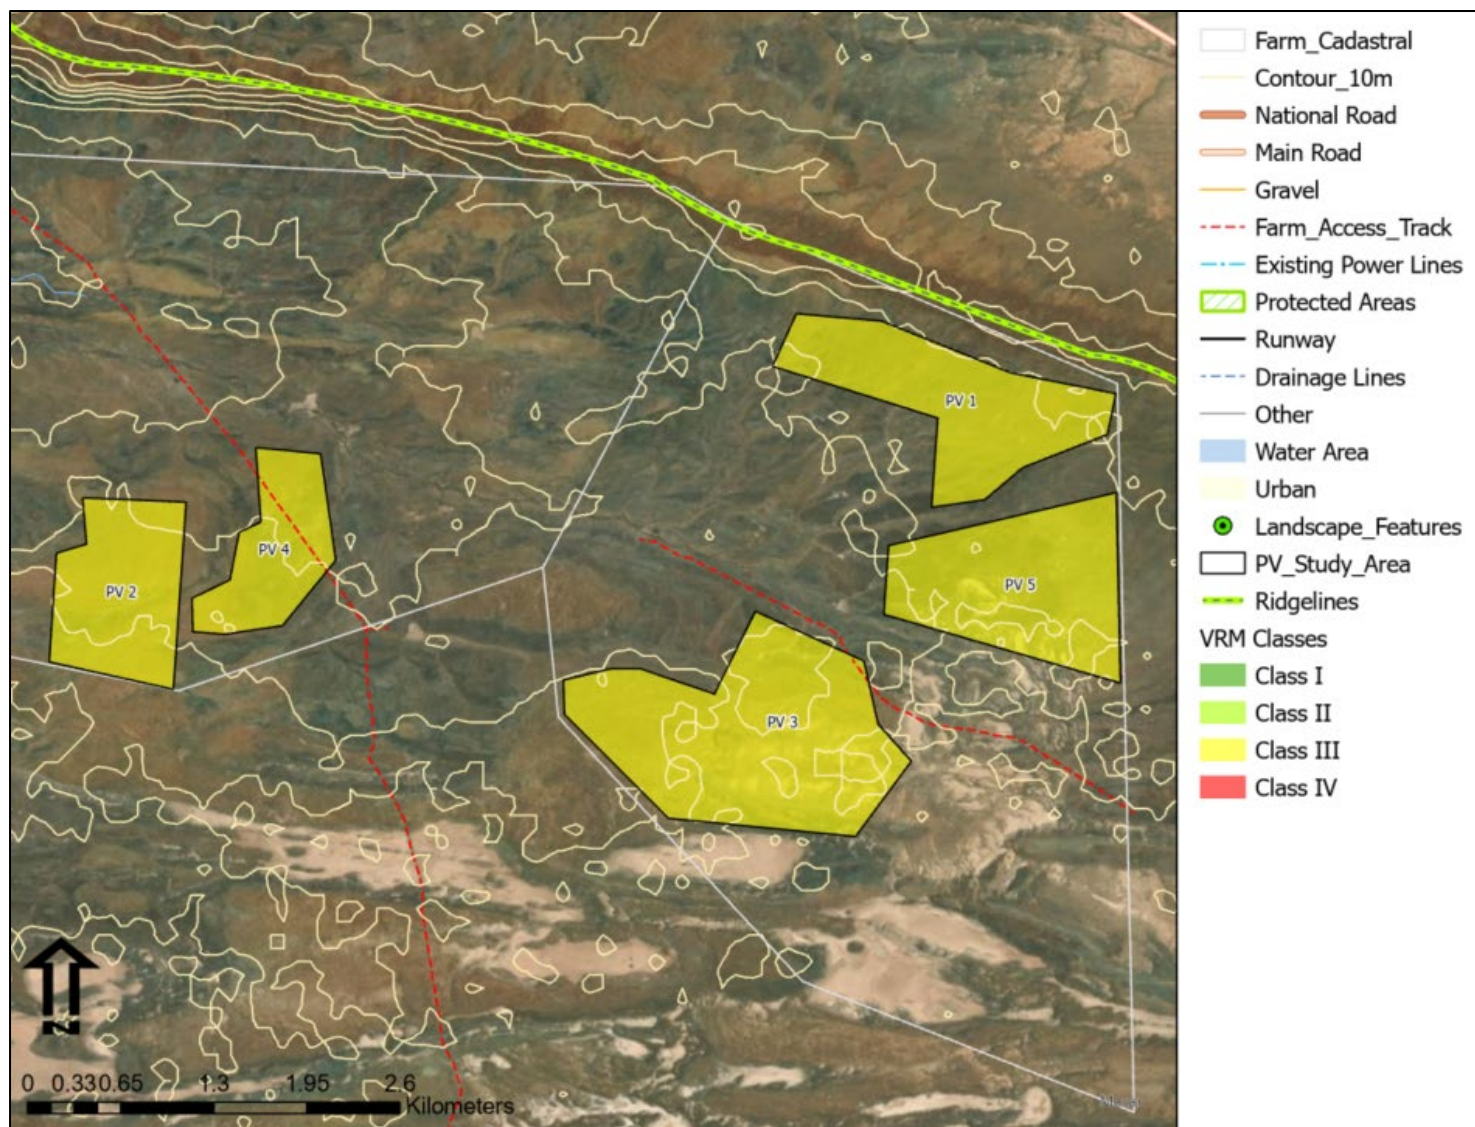 Farm_Cadastral
Contour_10m
National Road
Main Road
Gravel
Farm_Access_Track
Existing Power Lines
Protected Areas
Runway
Drainage Lines
Other
Water Area
Urban
Landscape_Features
PV_Study_Area
Ridgelines
VRM Classes
Class I
Class II
Class III
Class IV
PV 1
PV 4
PV 5
PV 2
PV 3
N
0 0.33 0.65 1.3 1.95 2.6
Kilometers